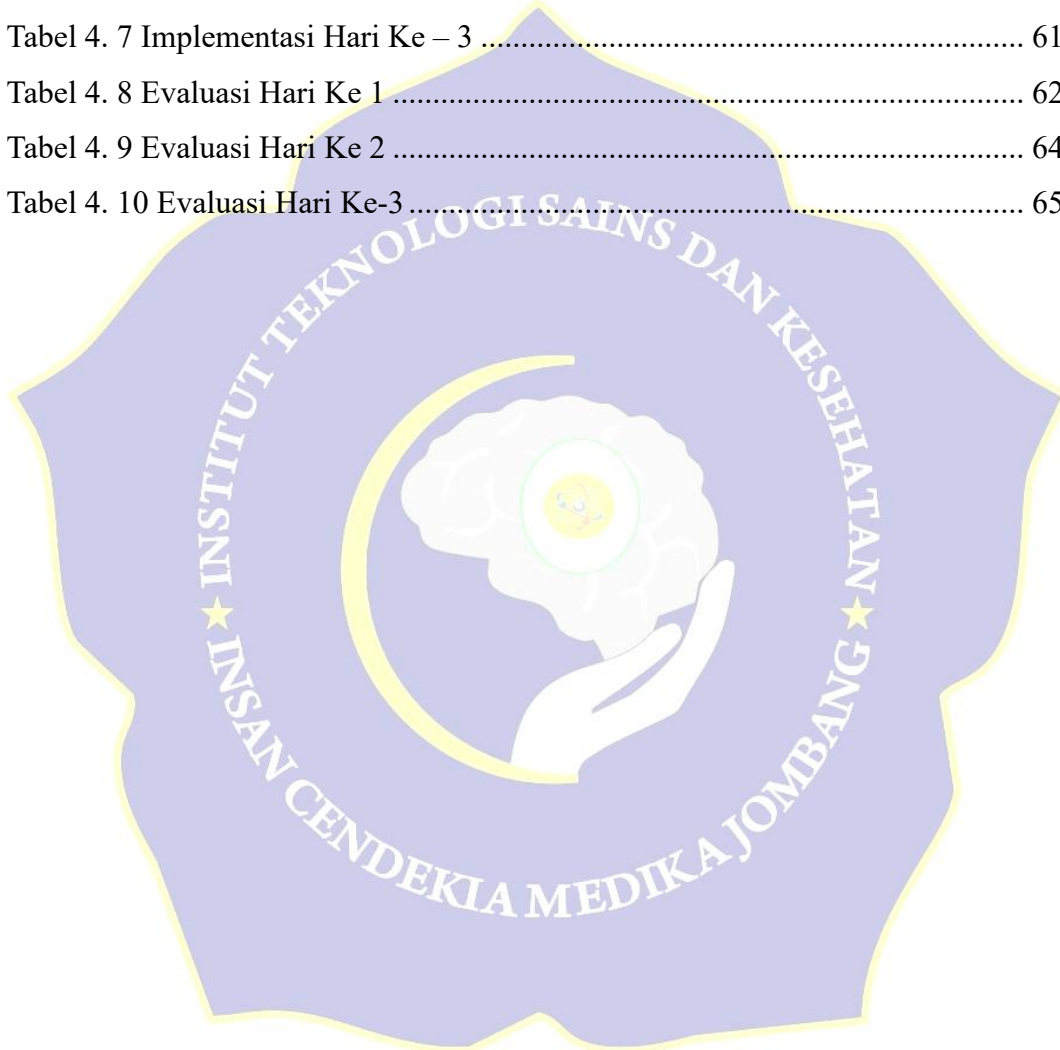 Tabel 4. 7 Implementasi Hari Ke – 3 .................................................................. 61
Tabel 4. 8 Evaluasi Hari Ke 1 ............................................................................. 62
Tabel 4. 9 Evaluasi Hari Ke 2 ............................................................................. 64
Tabel 4. 10 Evaluasi Hari Ke-3 ........................................................................... 65
INSTITUT TEKNOLOGI SAINS DAN KESEHATAN
INSAN CENDEKIA MEDIKA JOMBANG